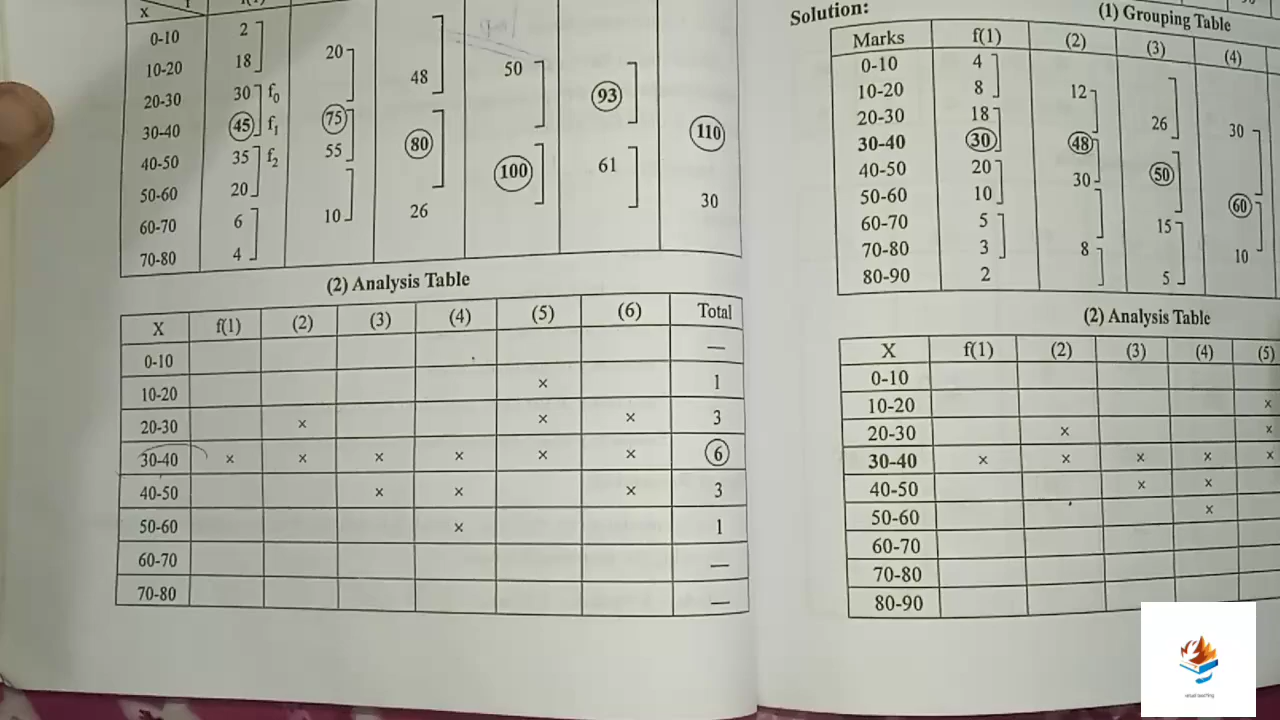 X
0-10 2
20
10-20 18 48 50
20-30 30 f0 93
30-40 45 f1 75 110
40-50 35 f2 55 80 100 61
50-60 20
60-70 6 10 26 30
70-80 4
(2) Analysis Table
X f(1) (2) (3) (4) (5) (6) Total
0-10 —
10-20 × 1
20-30 × × × 3
30-40 × × × × × × 6
40-50 × × × 3
50-60 × 1
60-70 —
70-80 —
Solution:
(1) Grouping Table
Marks f(1) (2) (3) (4)
0-10 4
10-20 8 12
20-30 18 26 30
30-40 30 48
40-50 20 30 50
50-60 10 60
60-70 5 15
70-80 3 8 10
80-90 2 5
(2) Analysis Table
X f(1) (2) (3) (4) (5)
0-10
10-20 ×
20-30 × ×
30-40 × × × × ×
40-50 × ×
50-60 ×
60-70
70-80
80-90